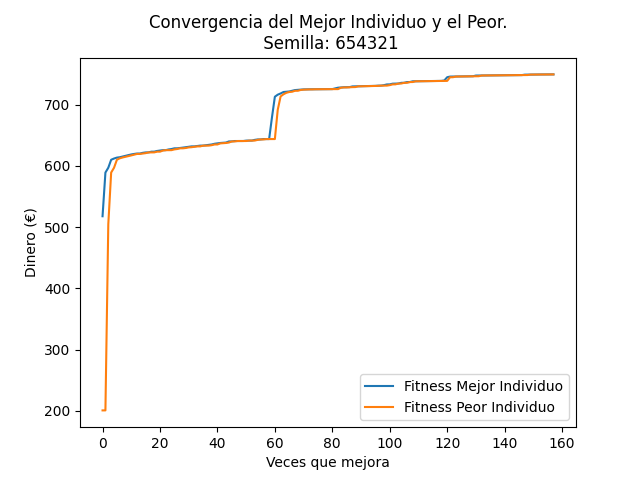 Convergencia del Mejor Individuo y el Peor.
Semilla: 654321
Dinero (€)
700
600
500
400
300
200
Fitness Mejor Individuo
Fitness Peor Individuo
0 20 40 60 80 100 120 140 160
Veces que mejora